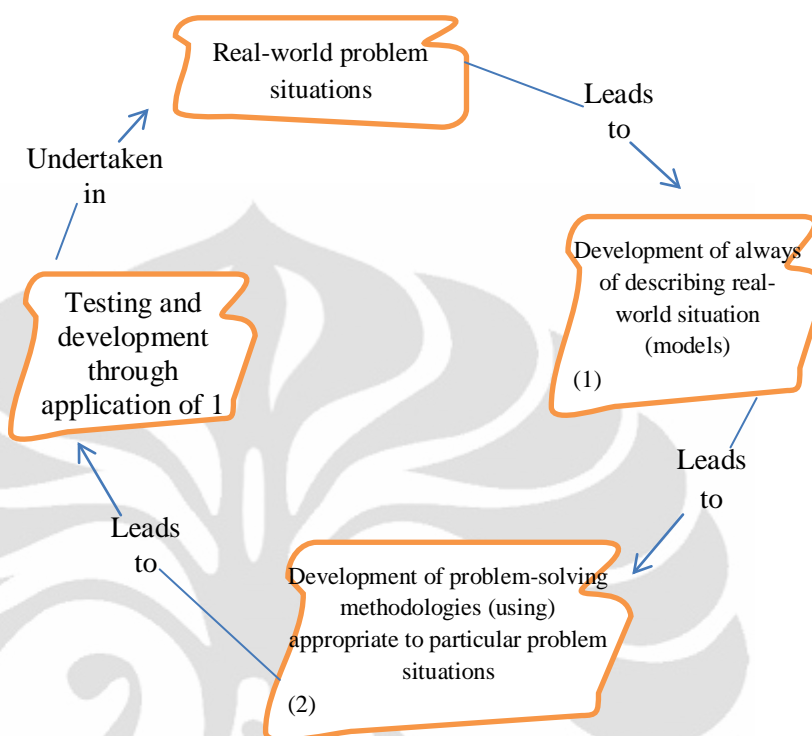 Real-world problem
situations
Leads
to
Development of always
of describing real-
world situation
(models)
(1)
Leads
to
Development of problem-solving
methodologies (using)
appropriate to particular problem
situations
(2)
Leads
to
Testing and
development
through
application of 1
Undertaken
in